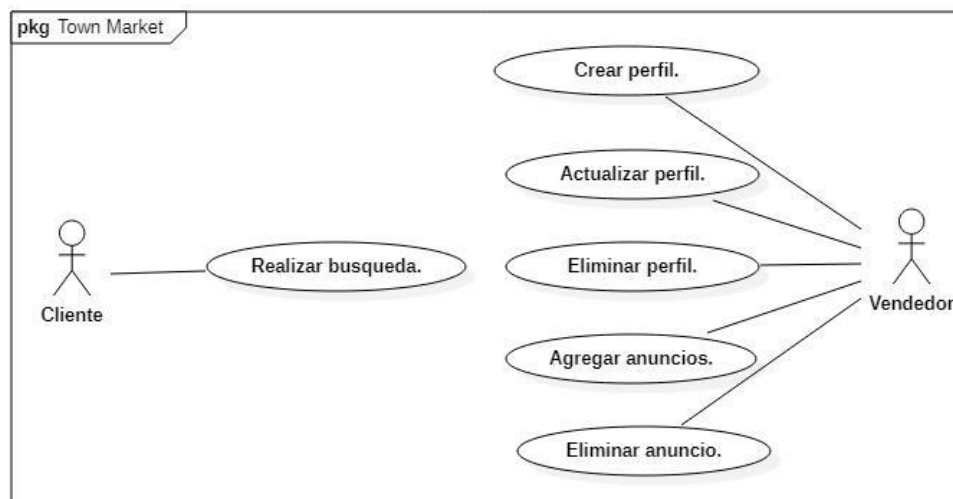 pkg Town Market
Crear perfil.
Actualizar perfil.
Realizar busqueda.
Eliminar perfil.
Cliente
Vendedor
Agregar anuncios.
Eliminar anuncio.